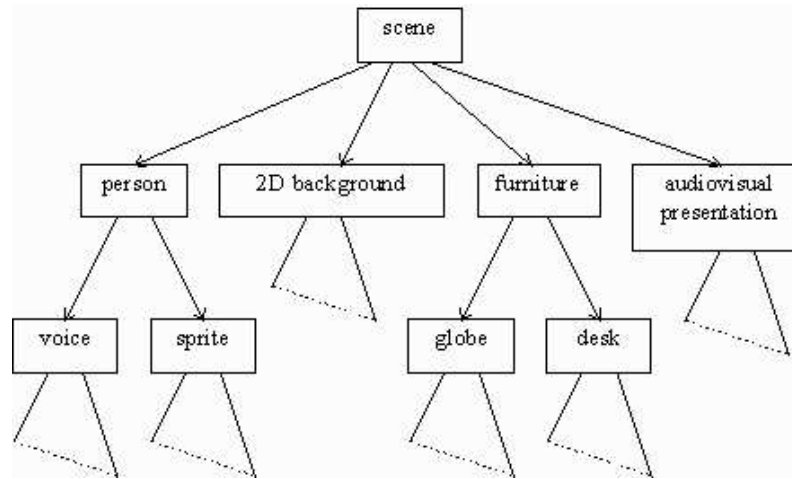 scene
person
2D background
furniture
audiovisual
presentation
voice
sprite
globe
desk